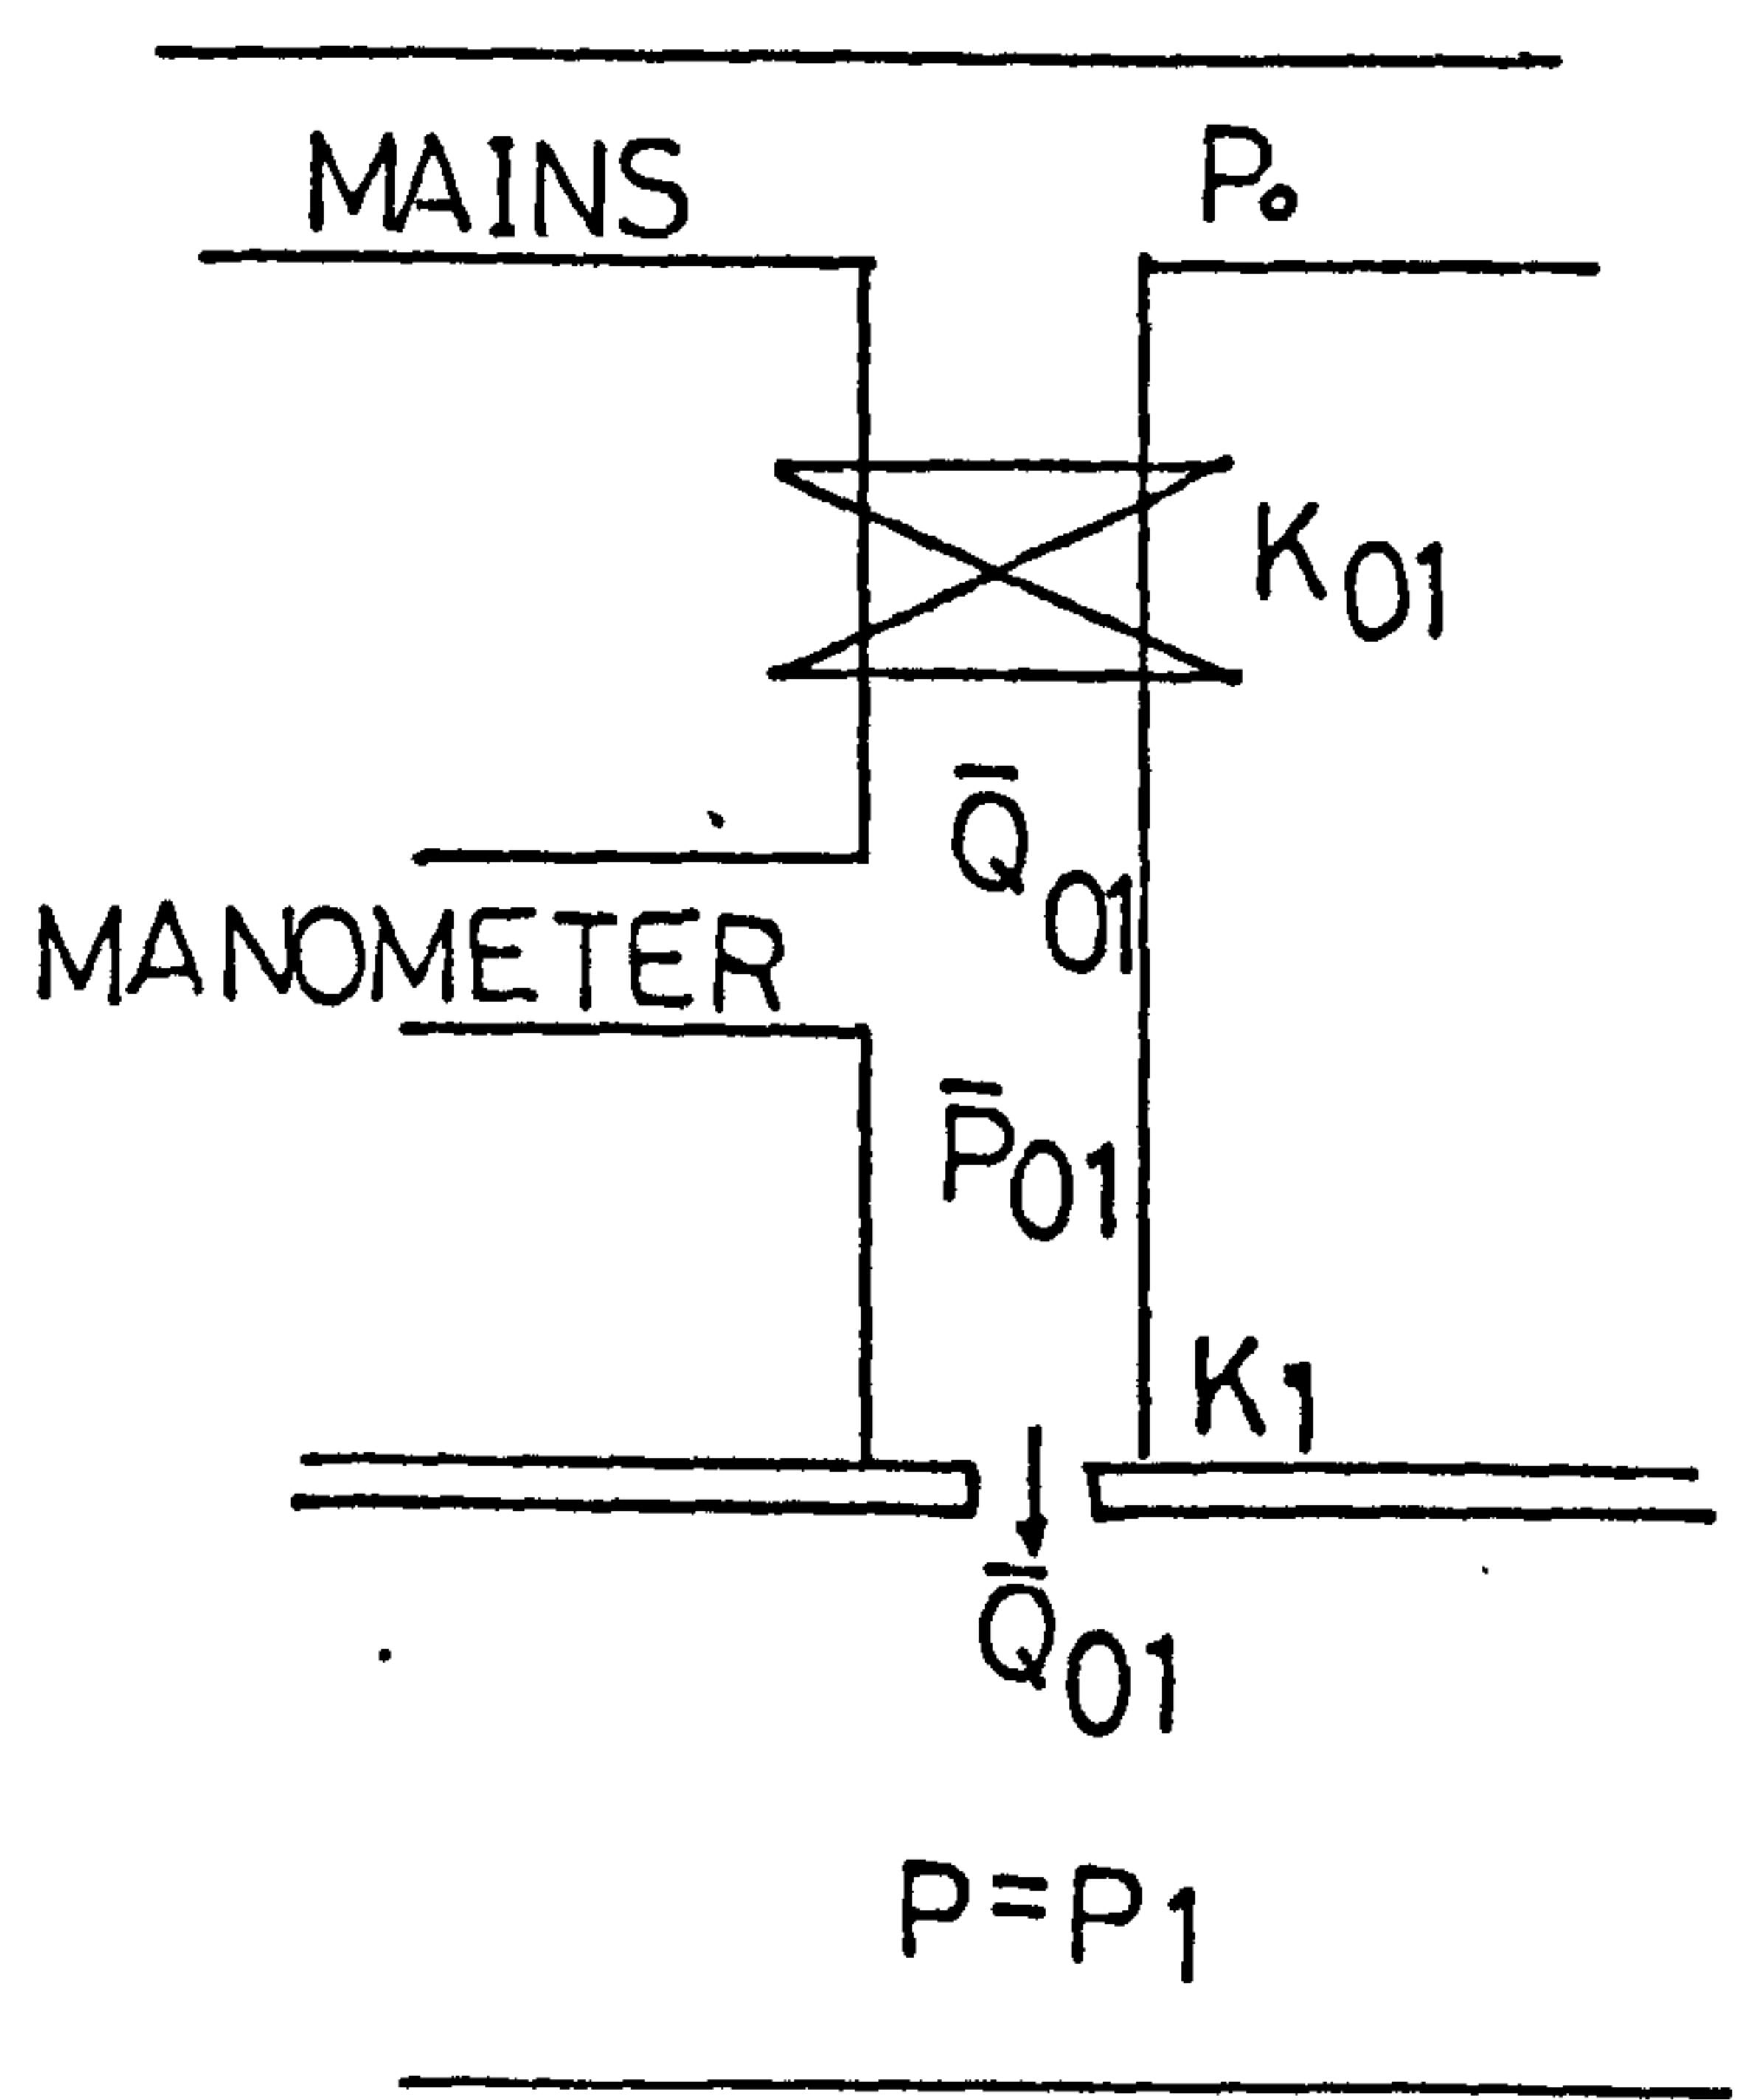 MAINS P₀
K₀₁
Q̄₀₁
MANOMETER
P̄₀₁
K₁
Q̄₀₁
P=P₁